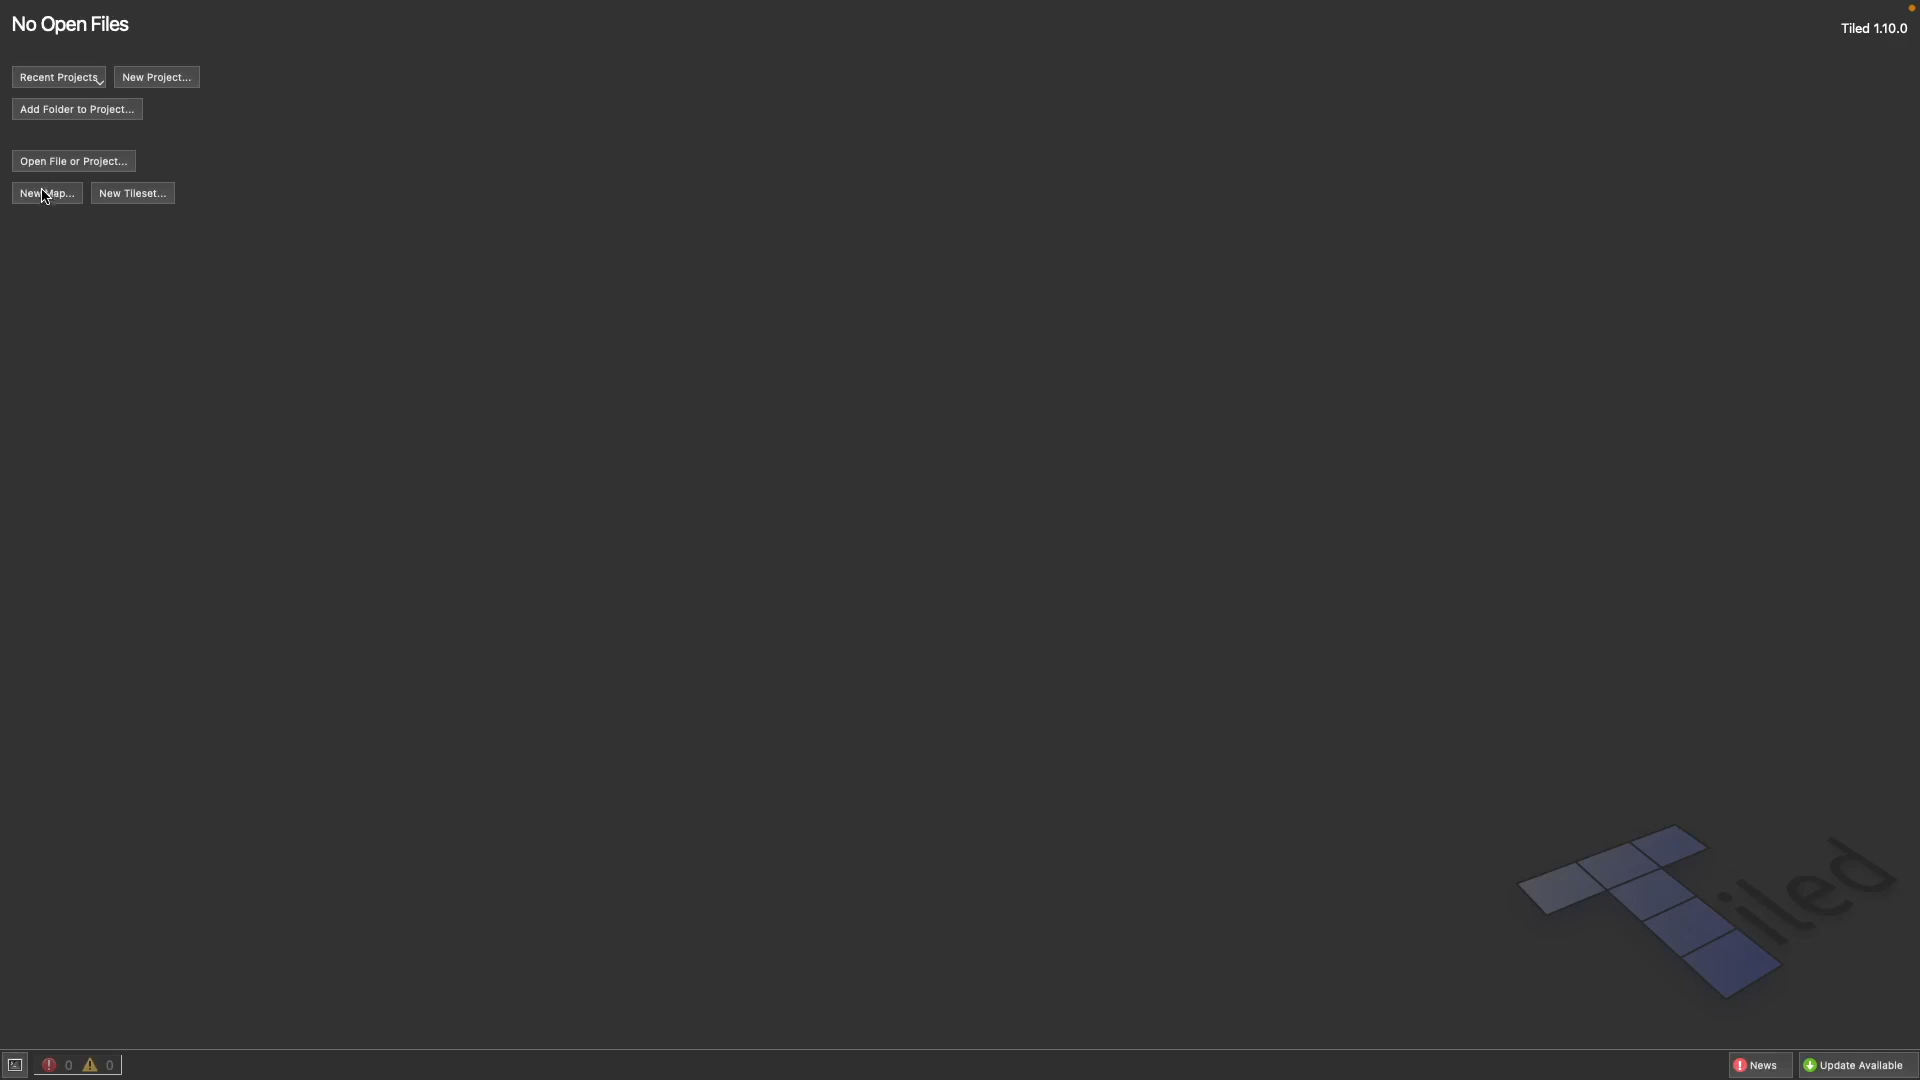 No Open Files
Tiled 1.10.0
Recent Projects
New Project...
Add Folder to Project...
Open File or Project...
New Map...
New Tileset...
iled
0
0
News
Update Available